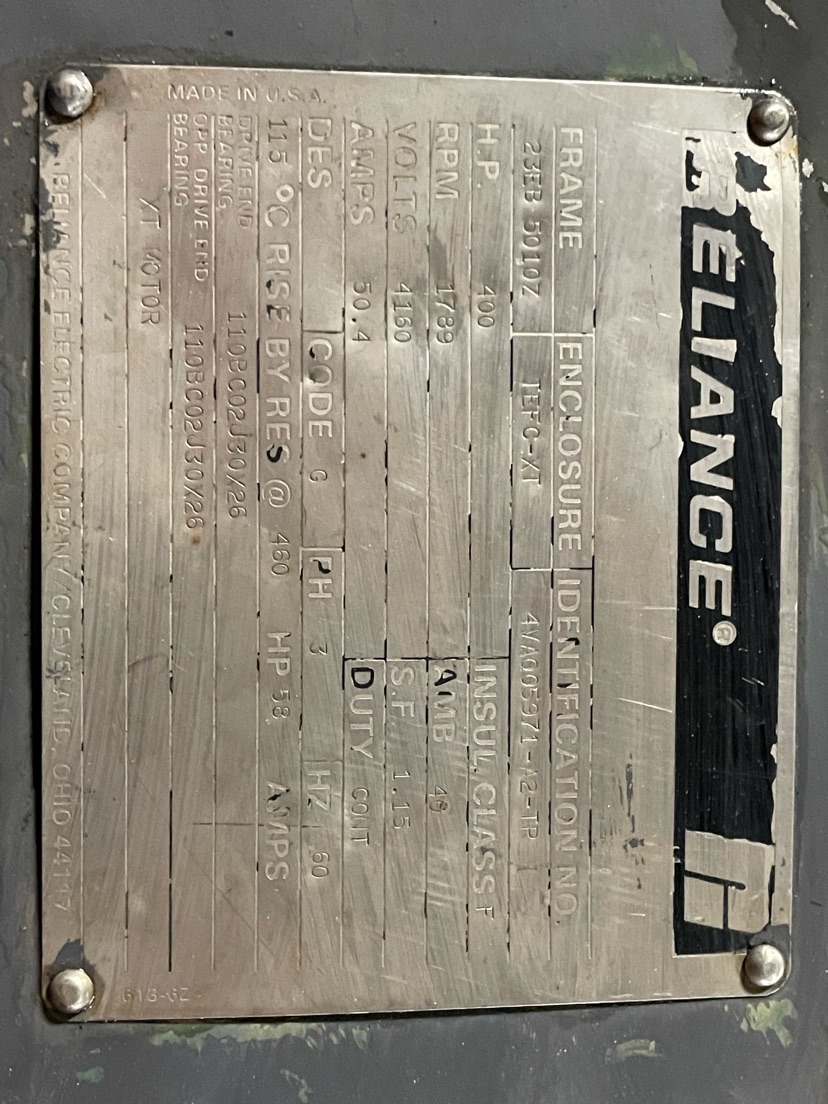 RELIANCE®
FRAME ENCLOSURE IDENTIFICATION NO.
23EB 5010Z TEFC-XT 4VA005971-A2-TR
H.P. 400 INSUL.CLASS F
RPM 1789 AMB 40
VOLTS 4160 S.F. 1.15
AMPS 50.4 DUTY CONT
DES CODE G PH 3 HZ 60
115 °C RISE BY RES @ 460 HP 58 AMPS
DRIVE END BEARING 110BC02J30X26
OPP DRIVE END BEARING 110BC02J30X26
XT MOTOR
RELIANCE ELECTRIC COMPANY/CLEVELAND, OHIO 44117
MADE IN U.S.A.